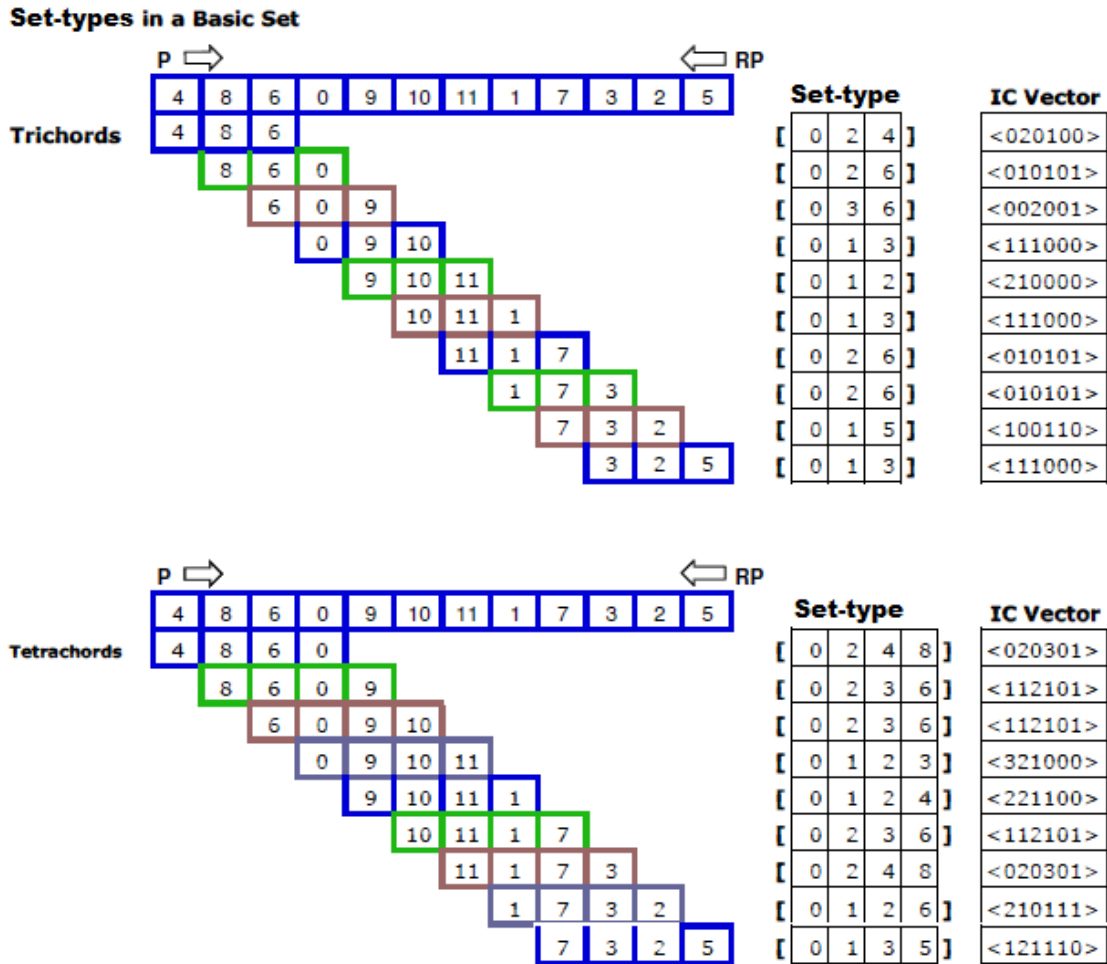 Set-types in a Basic Set
P RP
4 8 6 0 9 10 11 1 7 3 2 5 Set-type IC Vector
Trichords 4 8 6 [ 0 2 4 ] <020100>
8 6 0 [ 0 2 6 ] <010101>
6 0 9 [ 0 3 6 ] <002001>
0 9 10 [ 0 1 3 ] <111000>
9 10 11 [ 0 1 2 ] <210000>
10 11 1 [ 0 1 3 ] <111000>
11 1 7 [ 0 2 6 ] <010101>
1 7 3 [ 0 2 6 ] <010101>
7 3 2 [ 0 1 5 ] <100110>
3 2 5 [ 0 1 3 ] <111000>
P RP
4 8 6 0 9 10 11 1 7 3 2 5 Set-type IC Vector
Tetrachords 4 8 6 0 [ 0 2 4 8 ] <020301>
8 6 0 9 [ 0 2 3 6 ] <112101>
6 0 9 10 [ 0 2 3 6 ] <112101>
0 9 10 11 [ 0 1 2 3 ] <321000>
9 10 11 1 [ 0 1 2 4 ] <221100>
10 11 1 7 [ 0 2 3 6 ] <112101>
11 1 7 3 [ 0 2 4 8 <020301>
1 7 3 2 [ 0 1 2 6 ] <210111>
7 3 2 5 [ 0 1 3 5 ] <121110>